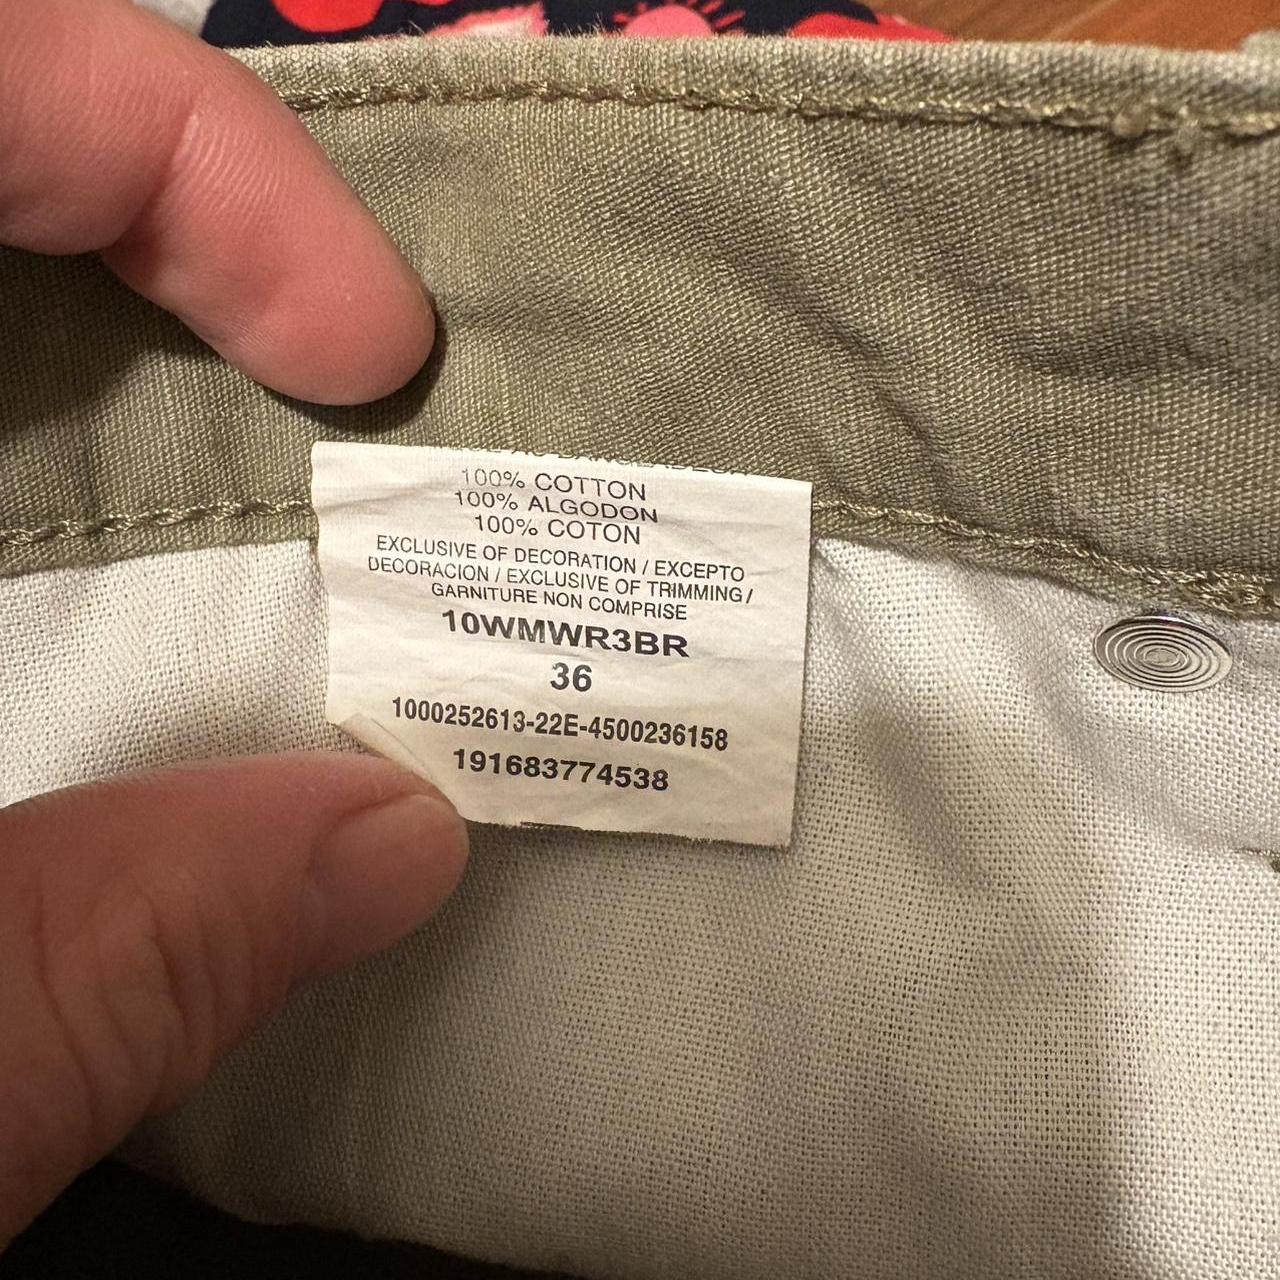 100% COTTON
100% ALGODON
100% COTON
EXCLUSIVE OF DECORATION / EXCEPTO
DECORACION / EXCLUSIVE OF TRIMMING /
GARNITURE NON COMPRISE
10WMWR3BR
36
1000252613-22E-4500236158
191683774538